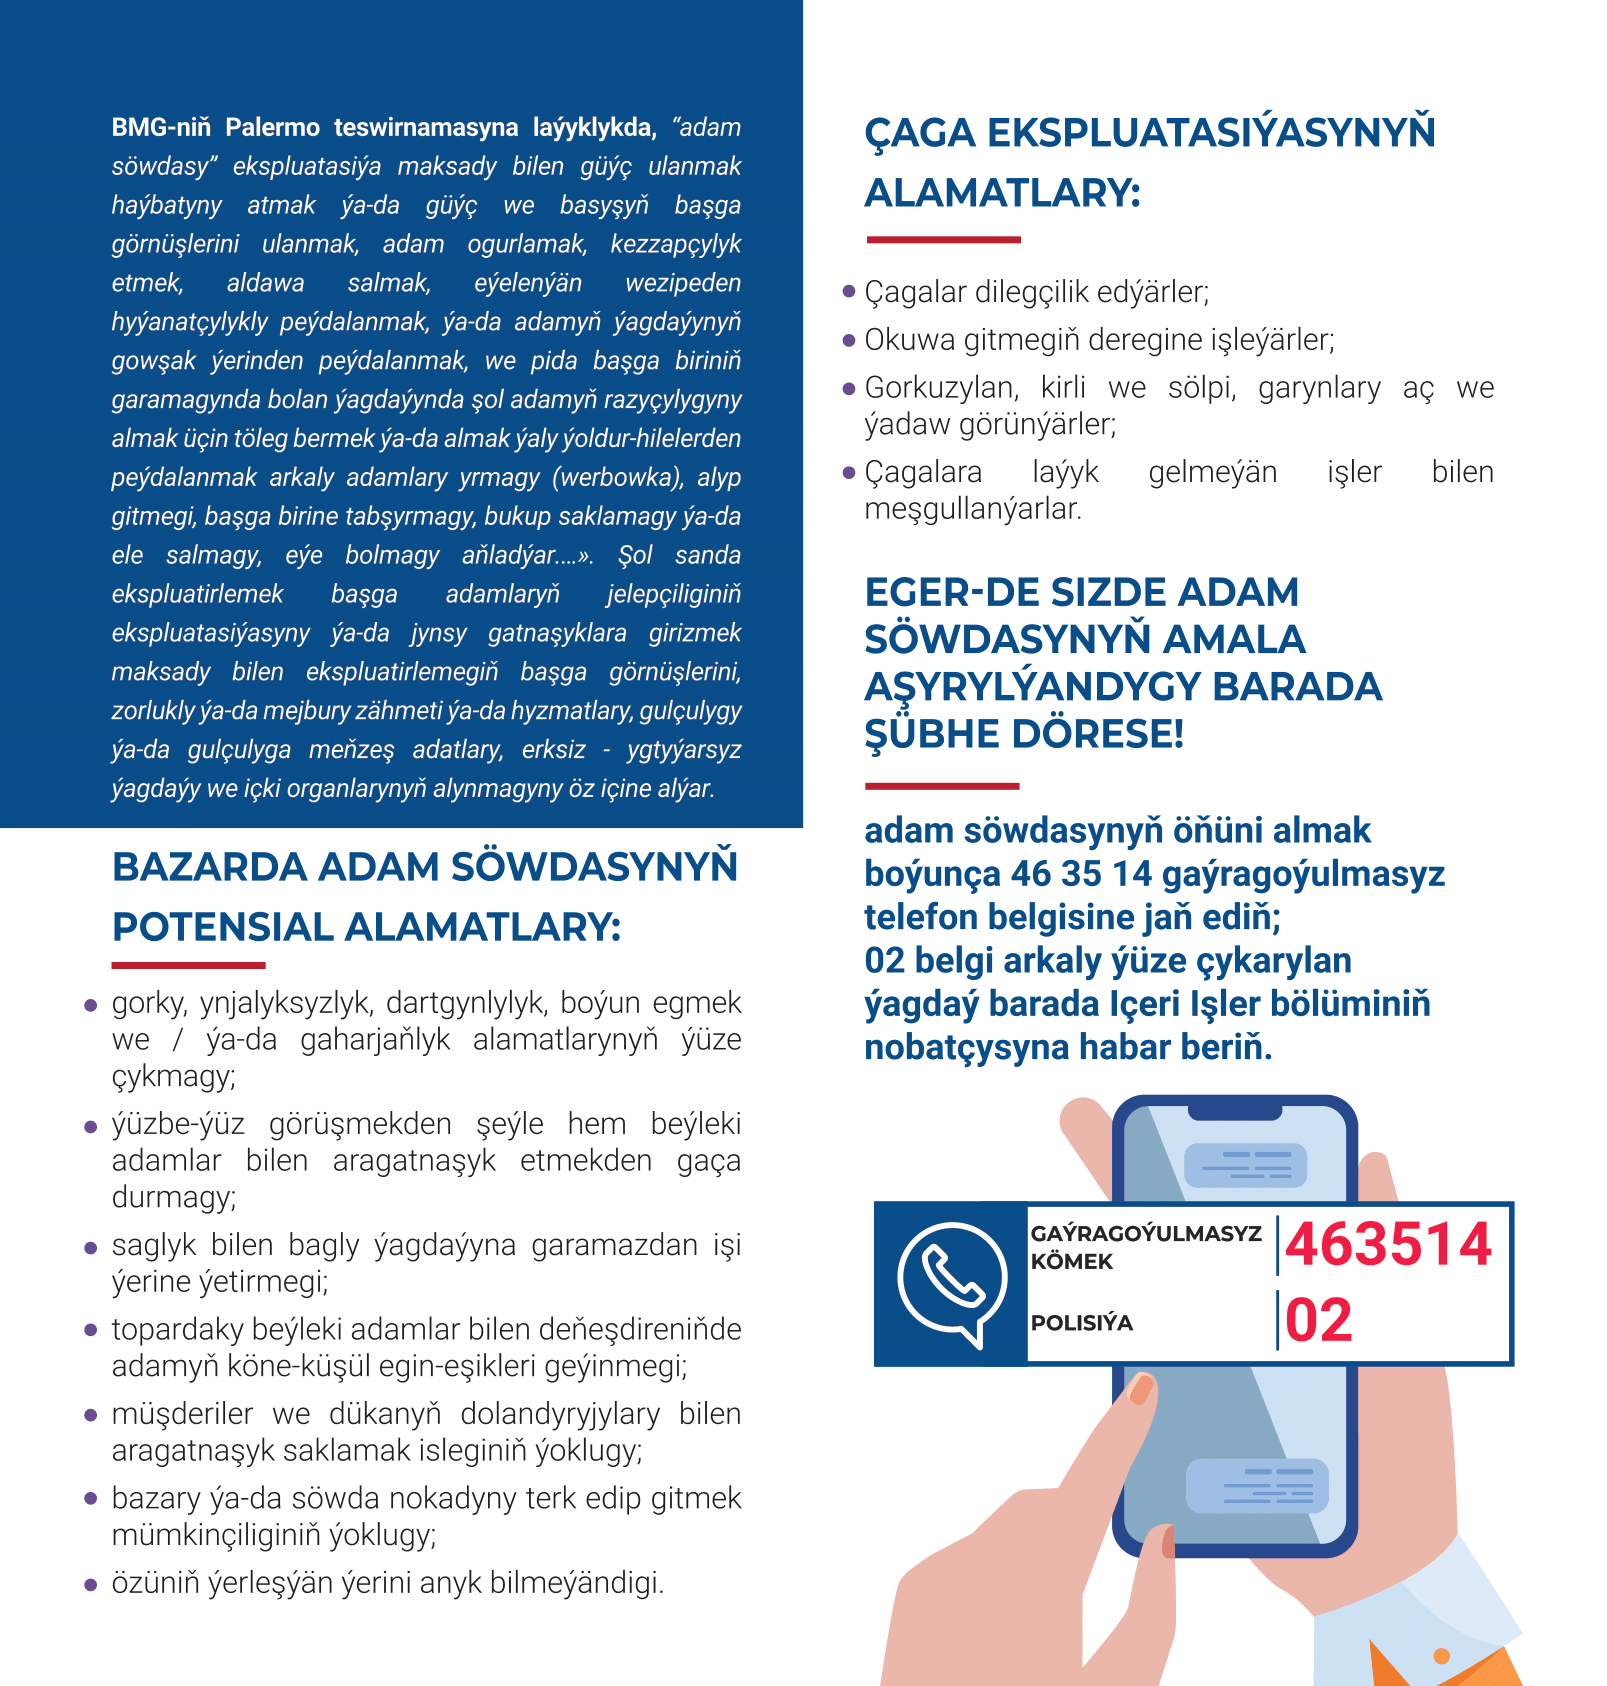 BMG-niň Palermo teswirnamasyna laýyklykda, “adam
söwdasy” ekspluatasiýa maksady bilen güýç ulanmak
haýbatyny atmak ýa-da güýç we basyşyň başga
görnüşlerini ulanmak, adam ogurlamak, kezzapçylyk
etmek, aldawa salmak, eýelenýän wezipeden
hyýanatçylykly peýdalanmak, ýa-da adamyň ýagdaýynyň
gowşak ýerinden peýdalanmak, we pida başga biriniň
garamagynda bolan ýagdaýynda şol adamyň razyçylygyny
almak üçin töleg bermek ýa-da almak ýaly ýoldur-hilelerden
peýdalanmak arkaly adamlary yrmagy (werbowka), alyp
gitmegi, başga birine tabşyrmagy, bukup saklamagy ýa-da
ele salmagy, eýe bolmagy aňladýar....». Şol sanda
ekspluatirlemek başga adamlaryň jelepçiliginiň
ekspluatasiýasyny ýa-da jynsy gatnaşyklara girizmek
maksady bilen ekspluatirlemegiň başga görnüşlerini,
zorlukly ýa-da mejbury zähmeti ýa-da hyzmatlary, gulçulygy
ýa-da gulçulyga meňzeş adatlary, erksiz - ygtyýarsyz
ýagdaýy we içki organlarynyň alynmagyny öz içine alýar.
BAZARDA ADAM SÖWDASYNYŇ
POTENSIAL ALAMATLARY:
• gorky, ynjalyksyzlyk, dartgynlylyk, boýun egmek
we / ýa-da gaharjaňlyk alamatlarynyň ýüze
çykmagy;
• ýüzbe-ýüz görüşmekden şeýle hem beýleki
adamlar bilen aragatnaşyk etmekden gaça
durmagy;
• saglyk bilen bagly ýagdaýyna garamazdan işi
ýerine ýetirmegi;
• topardaky beýleki adamlar bilen deňeşdireniňde
adamyň köne-küşül egin-eşikleri geýinmegi;
• müşderiler we dükanyň dolandyryjylary bilen
aragatnaşyk saklamak isleginiň ýoklugy;
• bazary ýa-da söwda nokadyny terk edip gitmek
mümkinçiliginiň ýoklugy;
• özüniň ýerleşýän ýerini anyk bilmeýändigi.
ÇAGA EKSPLUATASIÝASYNYŇ
ALAMATLARY:
• Çagalar dilegçilik edýärler;
• Okuwa gitmegiň deregine işleýärler;
• Gorkuzylan, kirli we sölpi, garynlary aç we
ýadaw görünýärler;
• Çagalara laýyk gelmeýän işler bilen
meşgullanýarlar.
EGER-DE SIZDE ADAM
SÖWDASYNYŇ AMALA
AŞYRYLÝANDYGY BARADA
ŞÜBHE DÖRESE!
adam söwdasynyň öňüni almak
boýunça 46 35 14 gaýragoýulmasyz
telefon belgisine jaň ediň;
02 belgi arkaly ýüze çykarylan
ýagdaý barada Içeri Işler bölüminiň
nobatçysyna habar beriň.
GAÝRAGOÝULMASYZ
KÖMEK
463514
POLISIÝA
02